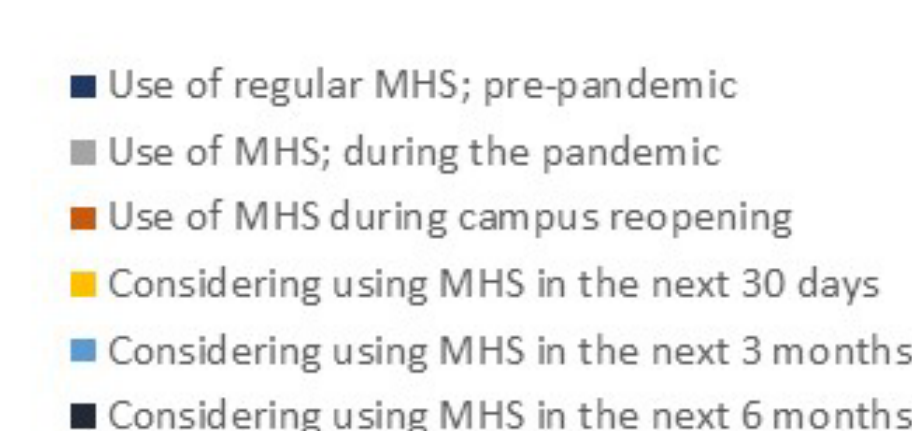 Use of regular MHS; pre-pandemic
Use of MHS; during the pandemic
Use of MHS during campus reopening
Considering using MHS in the next 30 days
Considering using MHS in the next 3 months
Considering using MHS in the next 6 months